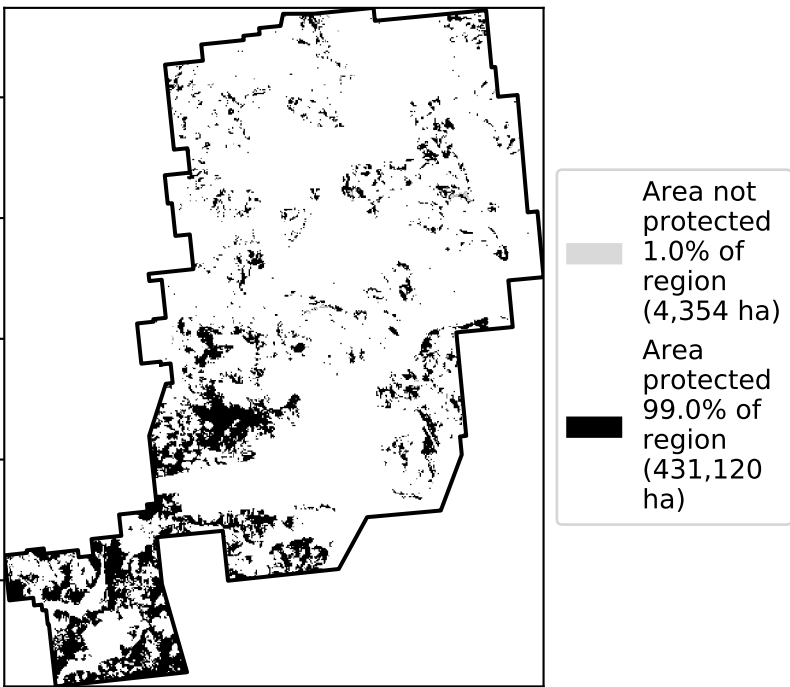 Area not
protected
1.0% of
region
(4,354 ha)
Area
protected
99.0% of
region
(431,120
ha)